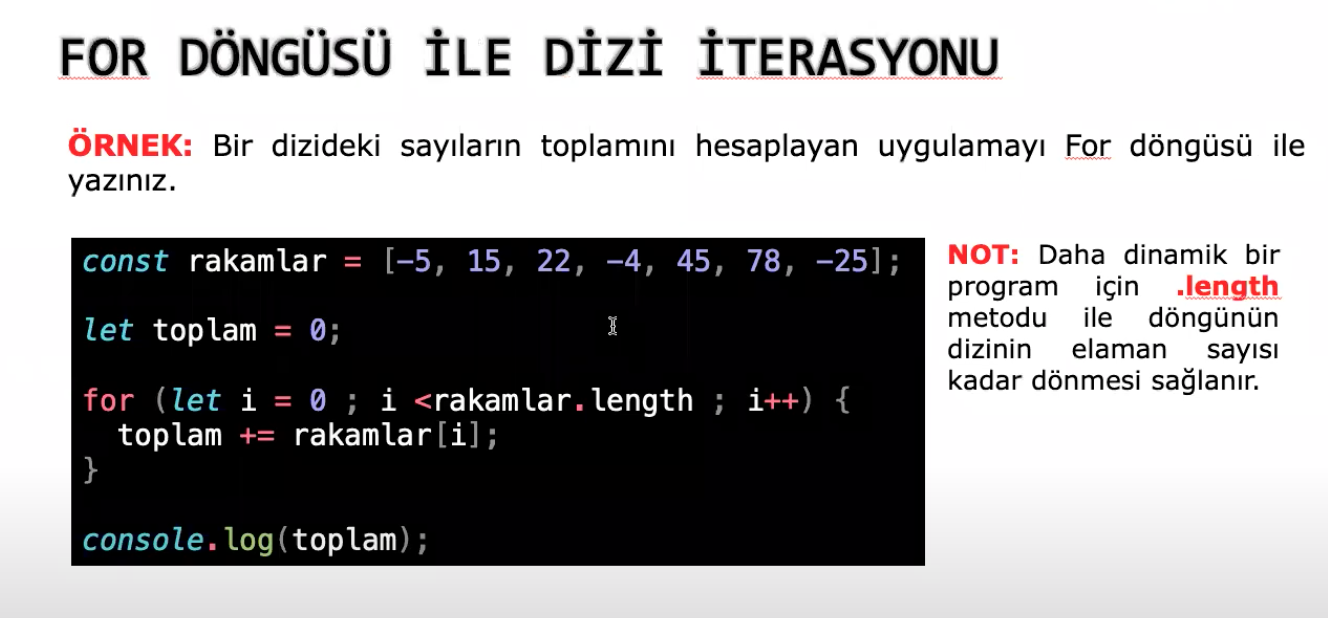 FOR DÖNGÜSÜ İLE DİZİ İTERASYONU
ÖRNEK: Bir dizideki sayıların toplamını hesaplayan uygulamayı For döngüsü ile
yazınız.
const rakamlar = [-5, 15, 22, -4, 45, 78, -25];
let toplam = 0;
for (let i = 0 ; i <rakamlar.length ; i++) {
  toplam += rakamlar[i];
}
console.log(toplam);
NOT: Daha dinamik bir
program için .length
metodu ile döngünün
dizinin elaman sayısı
kadar dönmesi sağlanır.